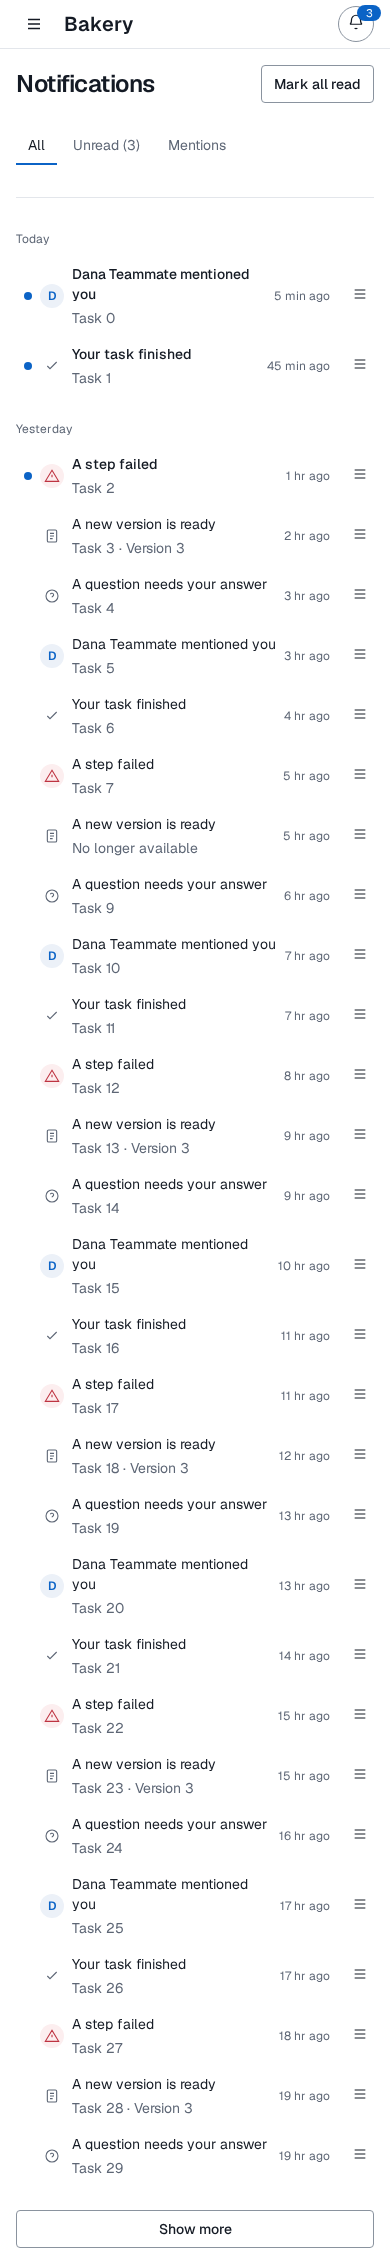 Bakery
3
Notifications
Mark all read
All
Unread (3)
Mentions
Today
D
Dana Teammate mentioned
you
5 min ago
Task 0
Your task finished
45 min ago
Task 1
Yesterday
A step failed
1 hr ago
Task 2
A new version is ready
2 hr ago
Task 3 · Version 3
A question needs your answer
3 hr ago
Task 4
D
Dana Teammate mentioned you
3 hr ago
Task 5
Your task finished
4 hr ago
Task 6
A step failed
5 hr ago
Task 7
A new version is ready
5 hr ago
No longer available
A question needs your answer
6 hr ago
Task 9
D
Dana Teammate mentioned you
7 hr ago
Task 10
Your task finished
7 hr ago
Task 11
A step failed
8 hr ago
Task 12
A new version is ready
9 hr ago
Task 13 · Version 3
A question needs your answer
9 hr ago
Task 14
D
Dana Teammate mentioned
you
10 hr ago
Task 15
Your task finished
11 hr ago
Task 16
A step failed
11 hr ago
Task 17
A new version is ready
12 hr ago
Task 18 · Version 3
A question needs your answer
13 hr ago
Task 19
D
Dana Teammate mentioned
you
13 hr ago
Task 20
Your task finished
14 hr ago
Task 21
A step failed
15 hr ago
Task 22
A new version is ready
15 hr ago
Task 23 · Version 3
A question needs your answer
16 hr ago
Task 24
D
Dana Teammate mentioned
you
17 hr ago
Task 25
Your task finished
17 hr ago
Task 26
A step failed
18 hr ago
Task 27
A new version is ready
19 hr ago
Task 28 · Version 3
A question needs your answer
19 hr ago
Task 29
Show more